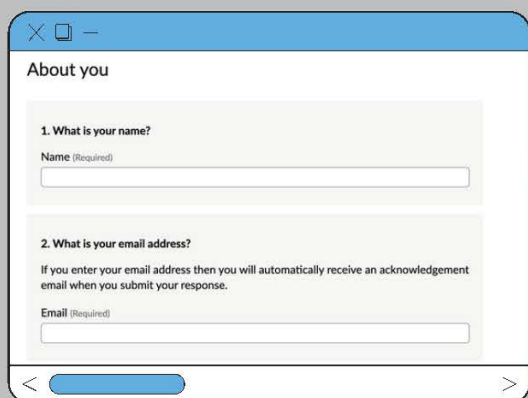 About you
1. What is your name?
Name (Required)
2. What is your email address?
If you enter your email address then you will automatically receive an acknowledgement
email when you submit your response.
Email (Required)